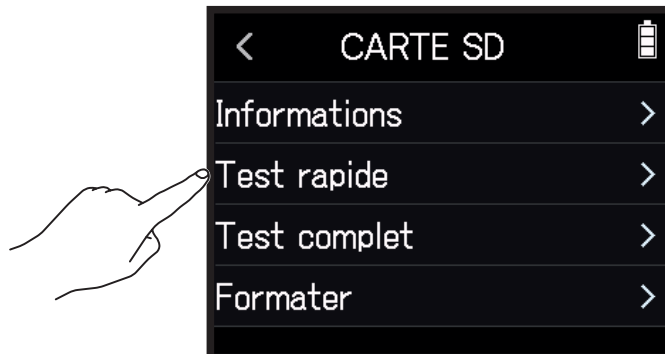 CARTE SD
Informations
Test rapide
Test complet
Formater